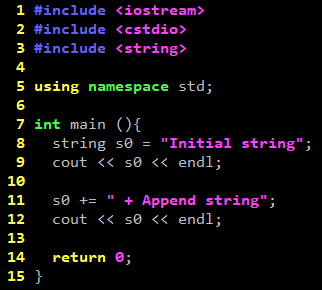 1 #include <iostream>
2 #include <cstdio>
3 #include <string>
4
5 using namespace std;
6
7 int main (){
8   string s0 = "Initial string";
9   cout << s0 << endl;
10
11   s0 += " + Append string";
12   cout << s0 << endl;
13
14   return 0;
15 }